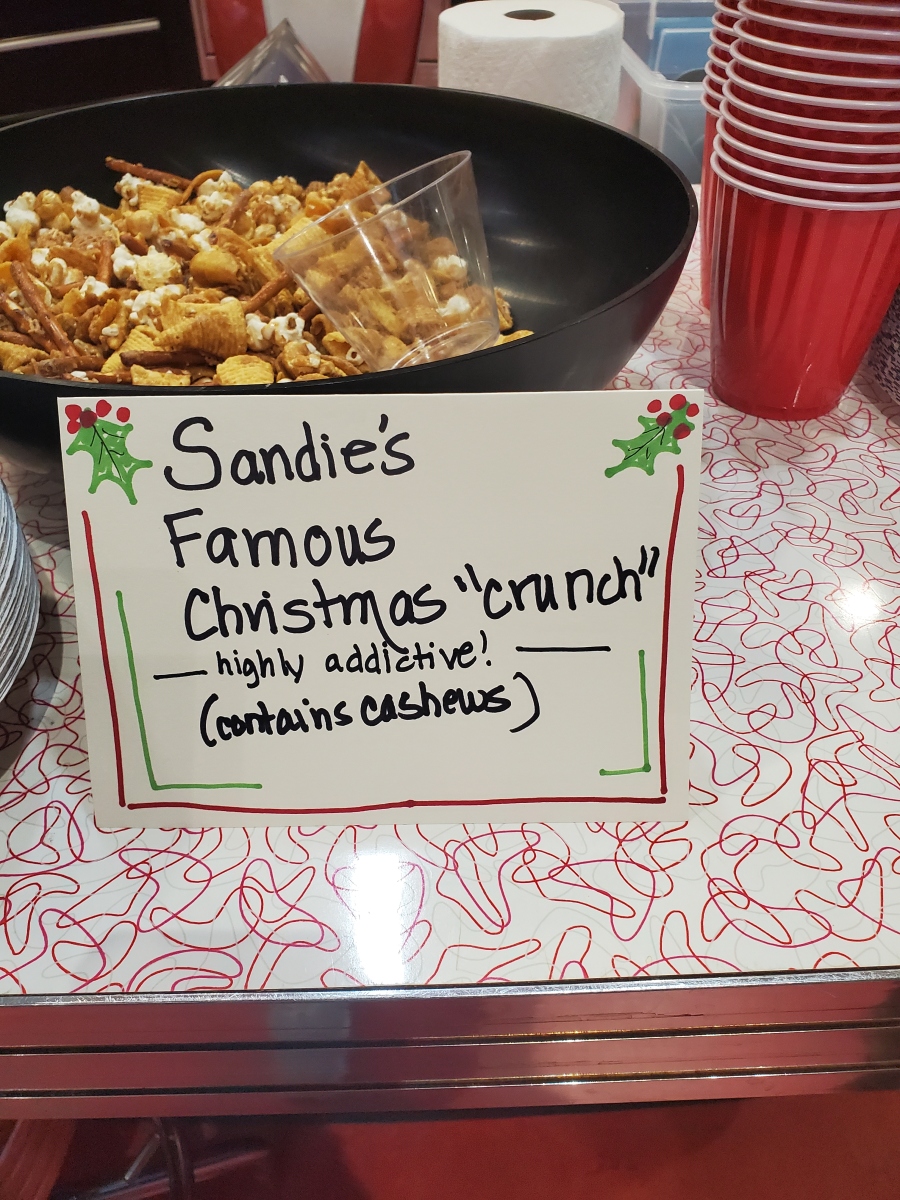 Sandie's
Famous
Christmas "crunch"
— highly addictive! —
(contains cashews)